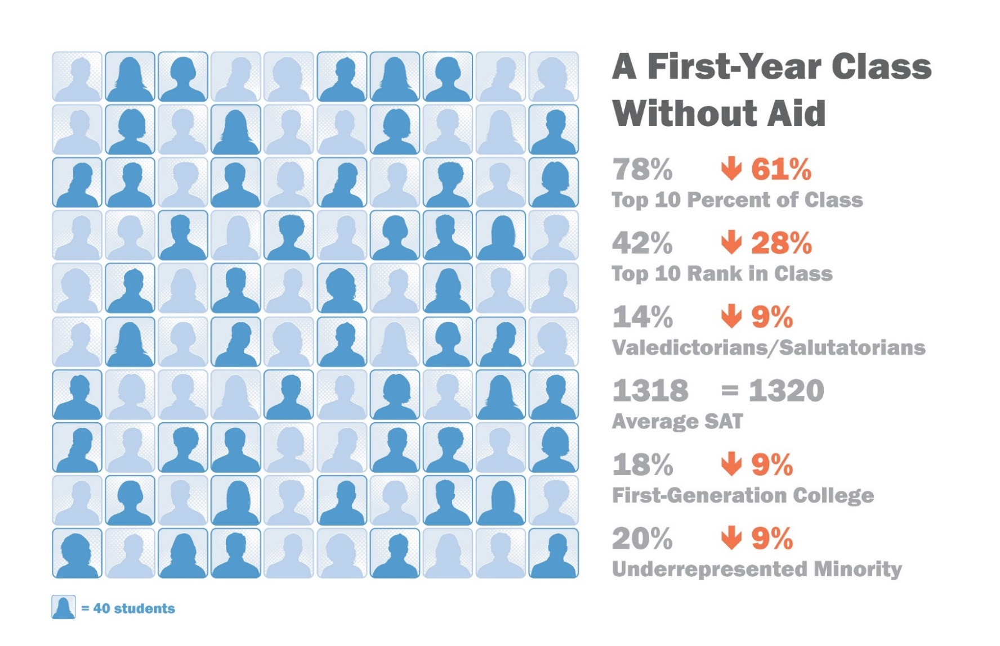 A First-Year Class
Without Aid
78% 61%
Top 10 Percent of Class
42% 28%
Top 10 Rank in Class
14% 9%
Valedictorians/Salutatorians
1318 = 1320
Average SAT
18% 9%
First-Generation College
20% 9%
Underrepresented Minority
= 40 students